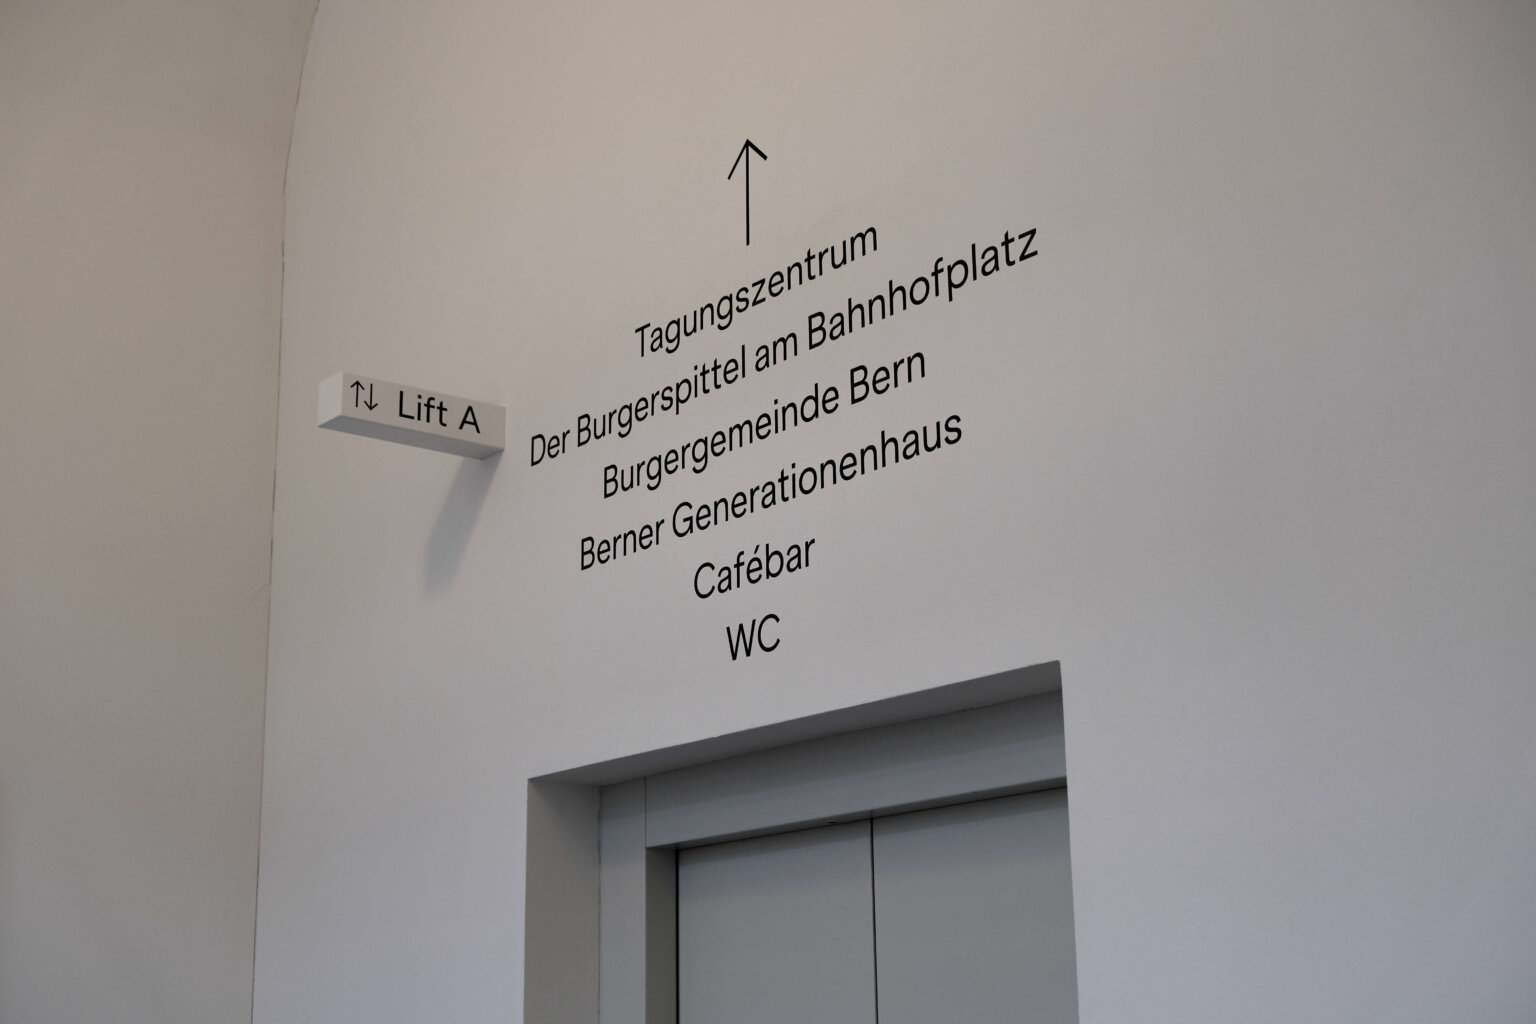 ↑
Tagungszentrum
Der Burgerspittel am Bahnhofplatz
Burgergemeinde Bern
Berner Generationenhaus
Cafébar
WC
↑↓ Lift A